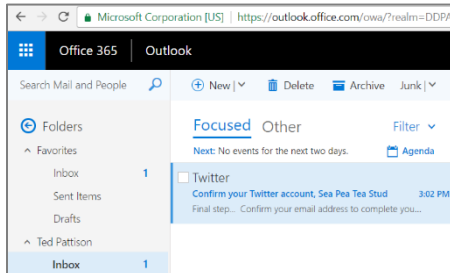 Microsoft Corporation [US] | https://outlook.office.com/owa/?realm=DDPA
Office 365 Outlook
Search Mail and People New | Delete Archive Junk |
Folders
Favorites
Inbox 1
Sent Items
Drafts
Ted Pattison
Inbox 1
Focused Other Filter
Next: No events for the next two days. Agenda
Twitter
Confirm your Twitter account, Sea Pea Tea Stud 3:02 PM
Final step... Confirm your email address to complete you...